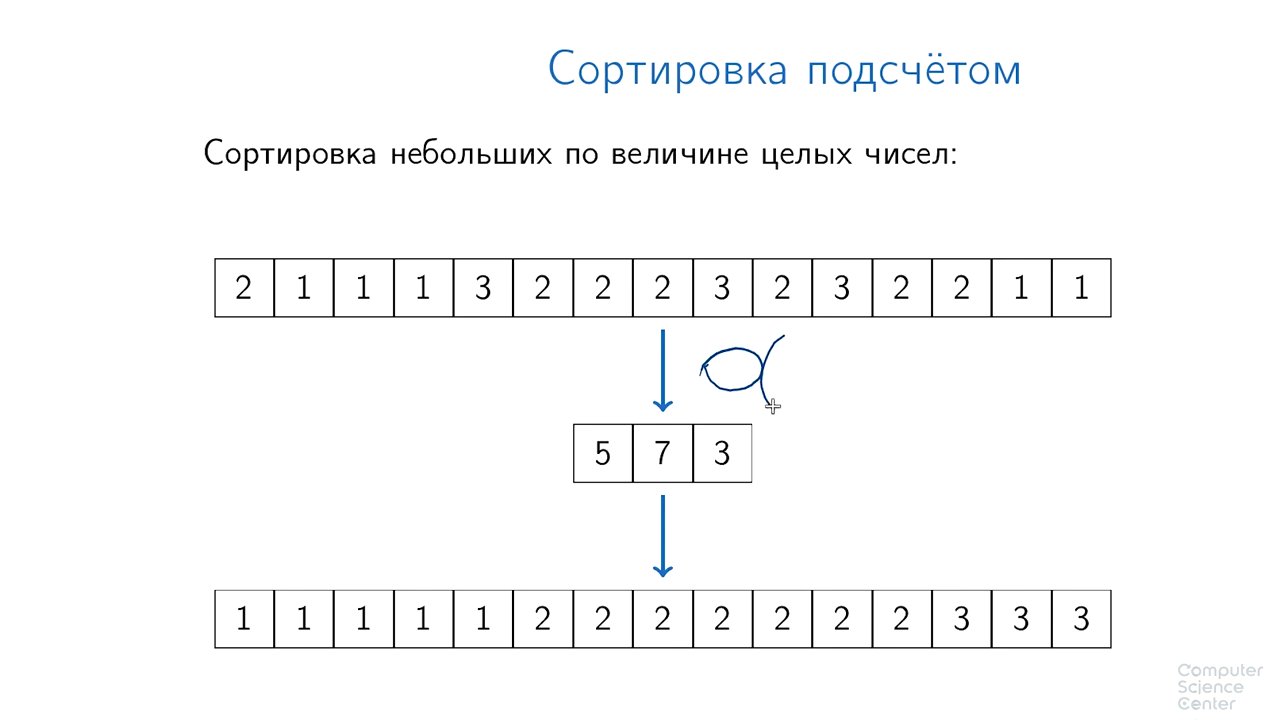 Сортировка подсчётом
Сортировка небольших по величине целых чисел:
2 1 1 1 3 2 2 2 3 2 3 2 2 1 1
5 7 3
1 1 1 1 1 2 2 2 2 2 2 2 3 3 3
Computer
Science
Center